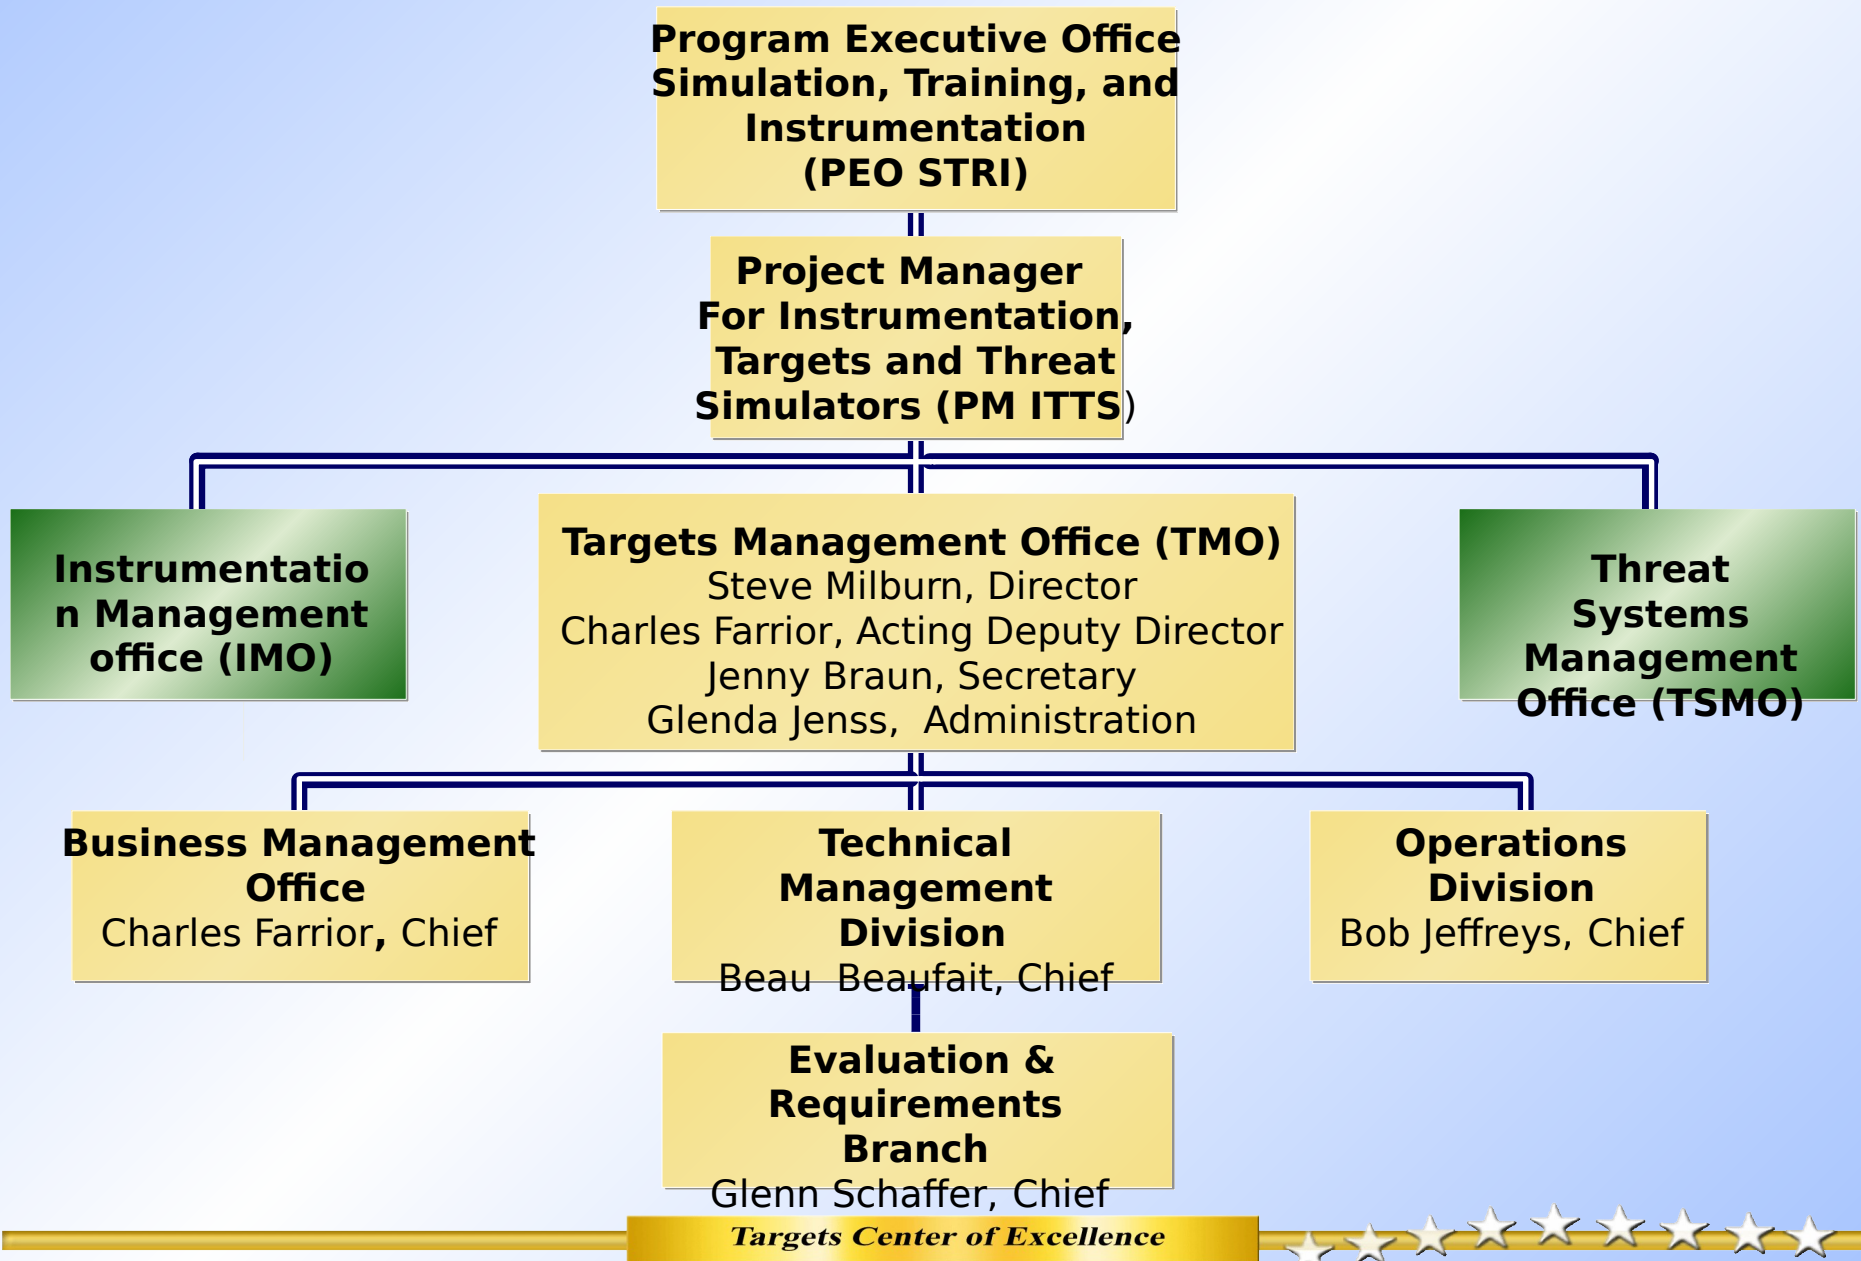 Program Executive Office
Simulation, Training, and
Instrumentation
(PEO STRI)
Project Manager
For Instrumentation,
Targets and Threat
Simulators (PM ITTS)
Instrumentatio
n Management
office (IMO)
Targets Management Office (TMO)
Steve Milburn, Director
Charles Farrior, Acting Deputy Director
Jenny Braun, Secretary
Glenda Jenss,  Administration
Threat
Systems
Management
Office (TSMO)
Business Management
Office
Charles Farrior, Chief
Technical
Management
Division
Beau  Beaufait, Chief
Operations
Division
Bob Jeffreys, Chief
Evaluation &
Requirements
Branch
Glenn Schaffer, Chief
Targets Center of Excellence